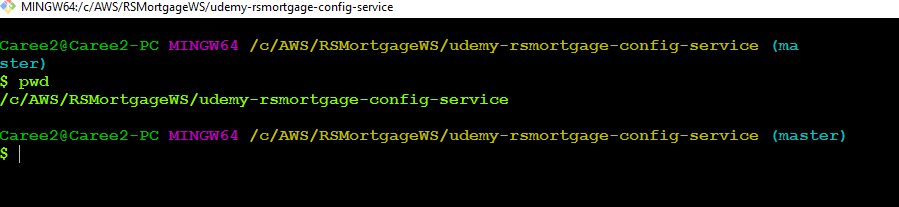 MINGW64:/c/AWS/RSMortgageWS/udemy-rsmortgage-config-service
Caree2@Caree2-PC MINGW64 /c/AWS/RSMortgageWS/udemy-rsmortgage-config-service (ma
ster)
$ pwd
/c/AWS/RSMortgageWS/udemy-rsmortgage-config-service
Caree2@Caree2-PC MINGW64 /c/AWS/RSMortgageWS/udemy-rsmortgage-config-service (master)
$